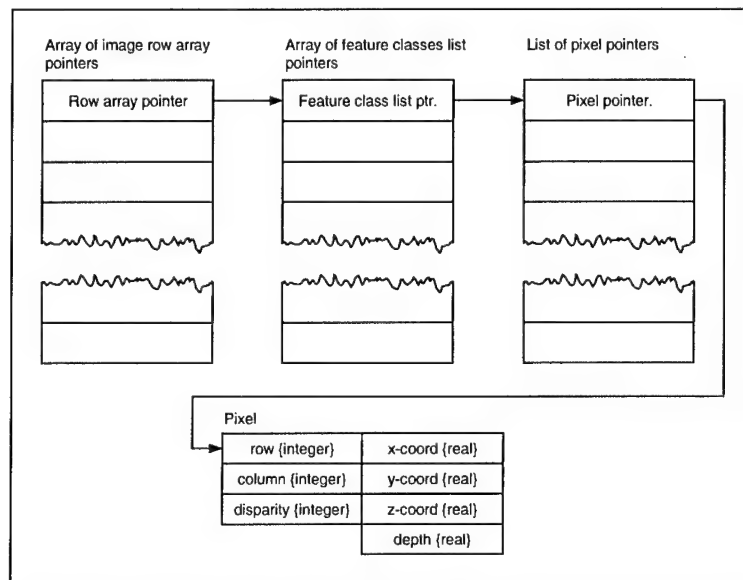 Array of image row array pointers
Array of feature classes list pointers
List of pixel pointers
Row array pointer
Feature class list ptr.
Pixel pointer.
Pixel
row {integer}
x-coord {real}
column {integer}
y-coord {real}
disparity {integer}
z-coord {real}
depth {real}